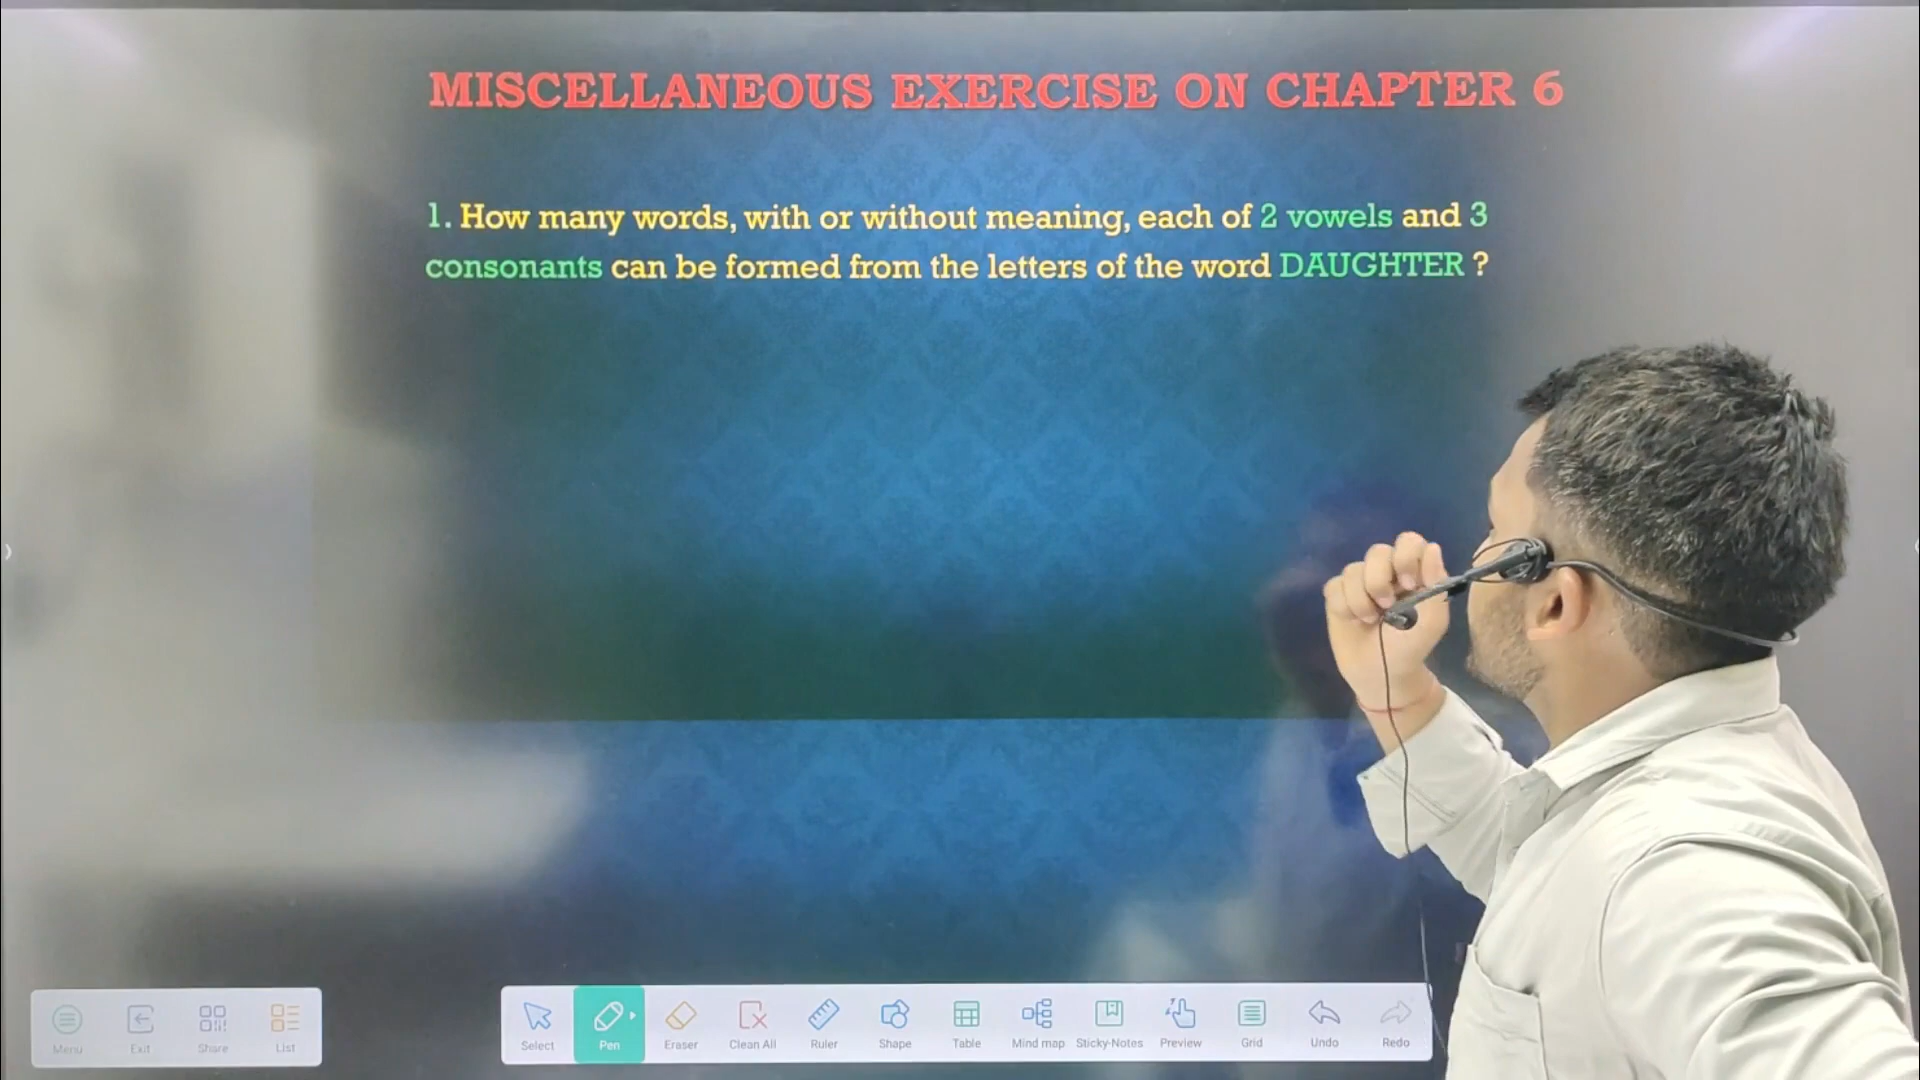 MISCELLANEOUS EXERCISE ON CHAPTER 6
1. How many words, with or without meaning, each of 2 vowels and 3
consonants can be formed from the letters of the word DAUGHTER ?
Menu Exit Share List
Select Pen Eraser Clean All Ruler Shape Table Mind map Sticky-Notes Preview Grid Undo Redo